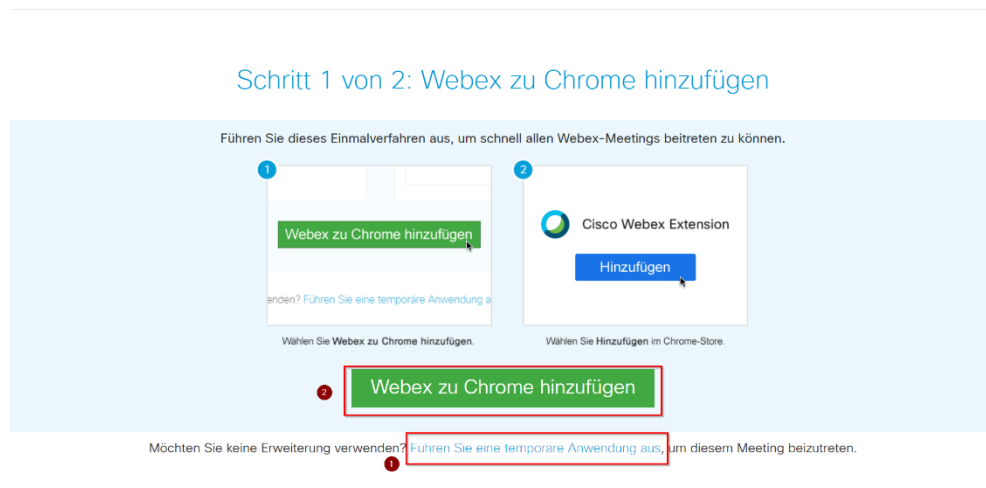 Schritt 1 von 2: Webex zu Chrome hinzufügen
Führen Sie dieses Einmalverfahren aus, um schnell allen Webex-Meetings beitreten zu können.
1
Webex zu Chrome hinzufügen
enden? Führen Sie eine temporäre Anwendung a
Wählen Sie Webex zu Chrome hinzufügen.
2
Cisco Webex Extension
Hinzufügen
Wählen Sie Hinzufügen im Chrome-Store.
2
Webex zu Chrome hinzufügen
Möchten Sie keine Erweiterung verwenden? Führen Sie eine temporäre Anwendung aus, um diesem Meeting beizutreten.
1